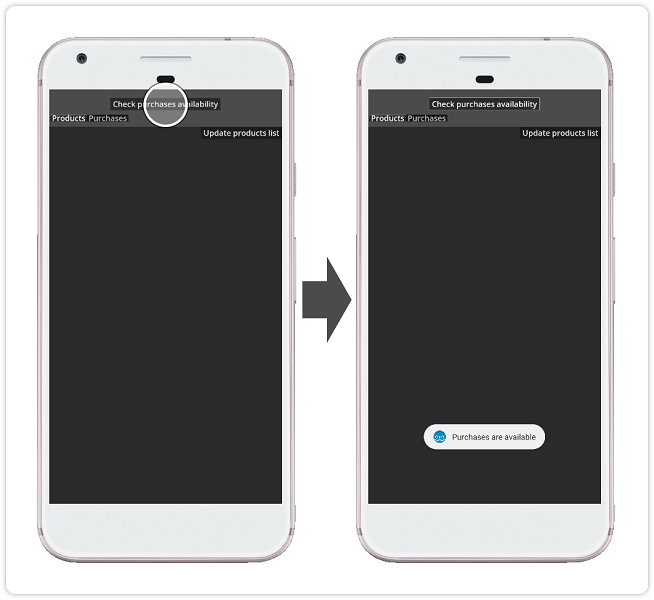 Check purchases availability
Products Purchases
Update products list
Check purchases availability
Products Purchases
Update products list
Purchases are available